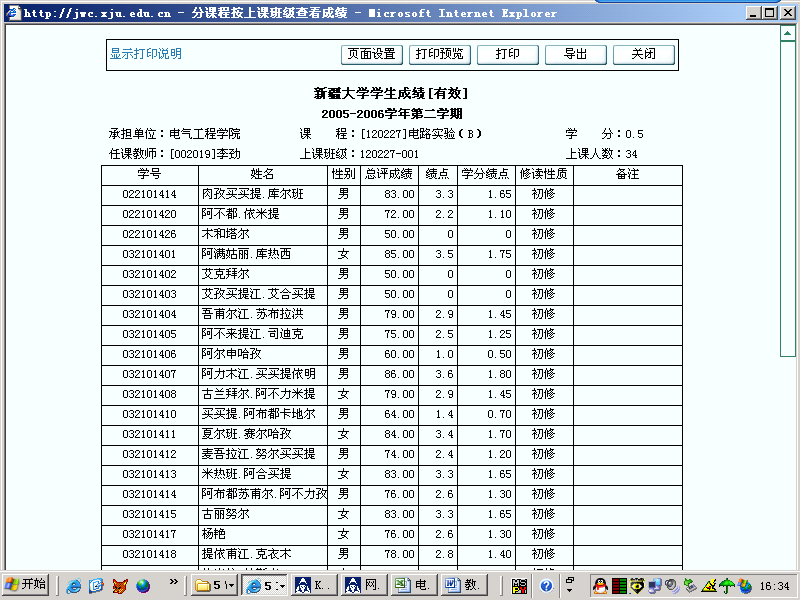 http://jwc.xju.edu.cn - 分课程按上课班级查看成绩 - Microsoft Internet Explorer
显示打印说明 页面设置 打印预览 打印 导出 关闭
新疆大学学生成绩[有效]
2005-2006学年第二学期
承担单位：电气工程学院 课 程：[120227]电路实验(B) 学 分：0.5
任课教师：[002019]李劲 上课班级：120227-001 上课人数：34
学号 姓名 性别 总评成绩 绩点 学分绩点 修读性质 备注
022101414 肉孜买买提.库尔班 男 83.00 3.3 1.65 初修
022101420 阿不都.依米提 男 72.00 2.2 1.10 初修
022101426 木和塔尔 男 50.00 0 0 初修
032101401 阿满姑丽.库热西 女 85.00 3.5 1.75 初修
032101402 艾克拜尔 男 50.00 0 0 初修
032101403 艾孜买提江.艾合买提 男 50.00 0 0 初修
032101404 吾甫尔江.苏布拉洪 男 79.00 2.9 1.45 初修
032101405 阿不来提江.司迪克 男 75.00 2.5 1.25 初修
032101406 阿尔申哈孜 男 60.00 1.0 0.50 初修
032101407 阿力木江.买买提依明 男 86.00 3.6 1.80 初修
032101408 古兰拜尔.阿不力米提 女 79.00 2.9 1.45 初修
032101410 买买提.阿布都卡地尔 男 64.00 1.4 0.70 初修
032101411 夏尔班.赛尔哈孜 女 84.00 3.4 1.70 初修
032101412 麦吾拉江.努尔买买提 男 74.00 2.4 1.20 初修
032101413 米热班.阿合买提 女 83.00 3.3 1.65 初修
032101414 阿布都苏甫尔.阿不力孜 男 76.00 2.6 1.30 初修
032101415 古丽努尔 女 83.00 3.3 1.65 初修
032101417 杨艳 女 76.00 2.6 1.30 初修
032101418 提依甫江.克衣木 男 78.00 2.8 1.40 初修
开始 » 5 5 K.. 网. 电. 教. 16:34